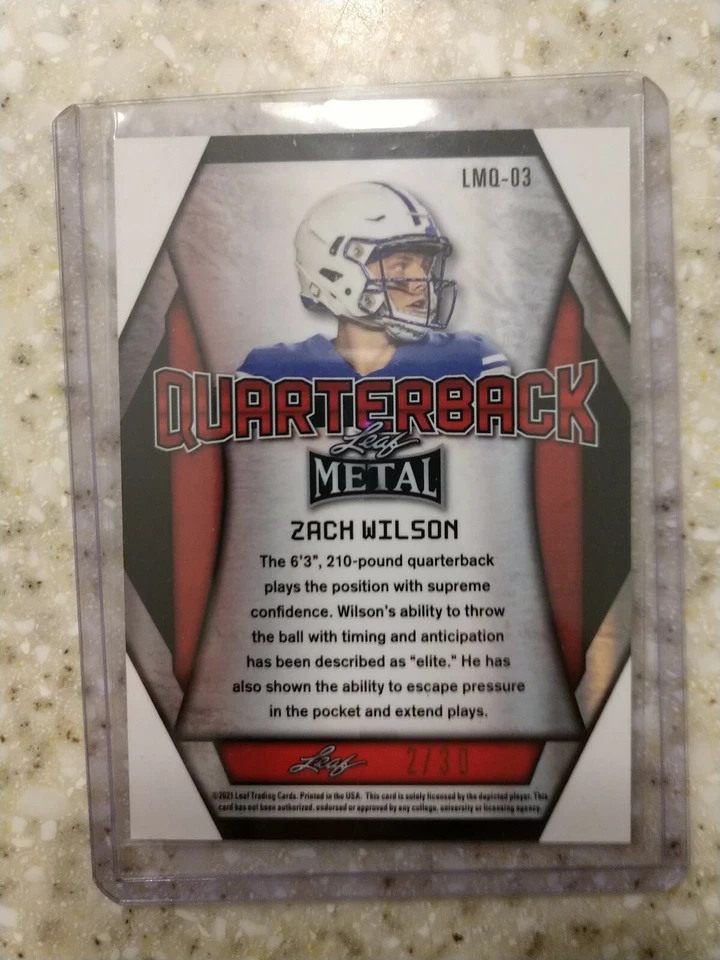 LMQ-03
QUARTERBACK
Leaf
METAL
ZACH WILSON
The 6'3", 210-pound quarterback
plays the position with supreme
confidence. Wilson's ability to throw
the ball with timing and anticipation
has been described as "elite." He has
also shown the ability to escape pressure
in the pocket and extend plays.
Leaf 2/30
©2021 Leaf Trading Cards. Printed in the USA. This card is solely licensed by the depicted player. This
card has not been authorized, endorsed or approved by any college, university or licensing agency.